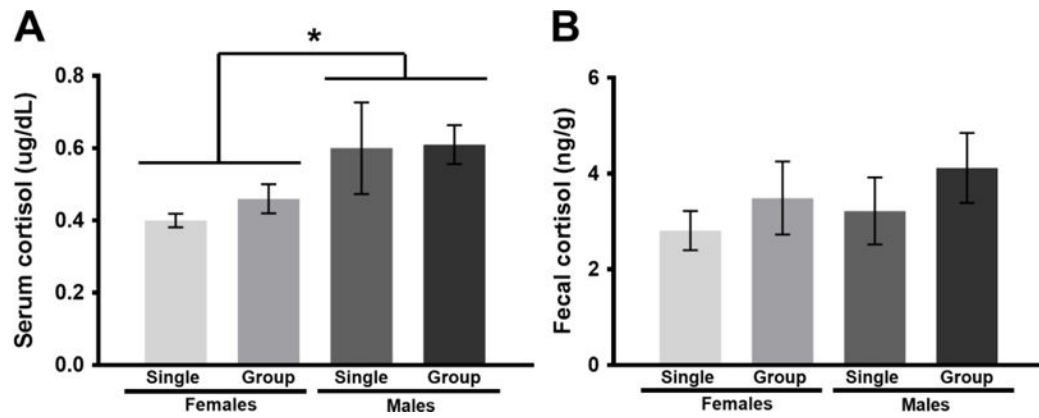 A
*
Serum cortisol (ug/dL)
0.8
0.6
0.4
0.2
0.0
Single Group Single Group
Females Males
B
Fecal cortisol (ng/g)
6
4
2
0
Single Group Single Group
Females Males